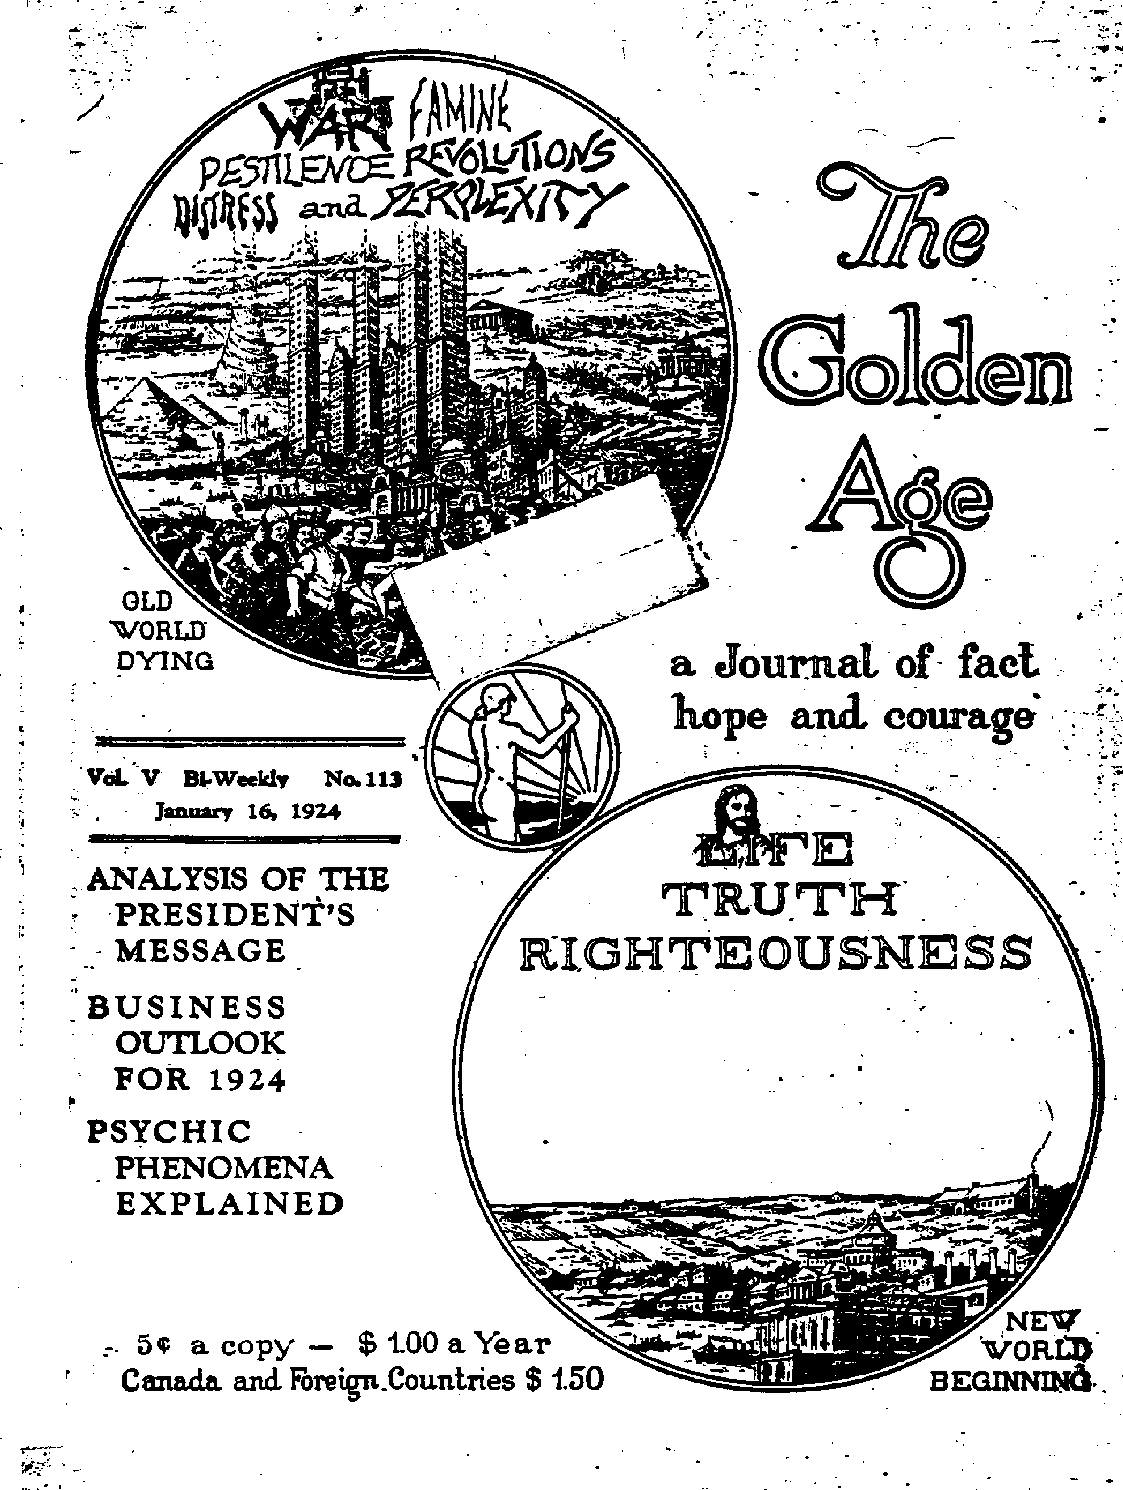 WAR FAMINE
PESTILENCE REVOLUTIONS
DISTRESS and PERPLEXITY
The
Golden
Age
OLD
WORLD
DYING
a Journal of fact
hope and courage
Vol. V Bi-Weekly No. 113
January 16, 1924
ANALYSIS OF THE
PRESIDENT'S
MESSAGE
BUSINESS
OUTLOOK
FOR 1924
PSYCHIC
PHENOMENA
EXPLAINED
LIFE
TRUTH
RIGHTEOUSNESS
5¢ a copy — $ 1.00 a Year
Canada and Foreign Countries $ 1.50
NEW
WORLD
BEGINNING